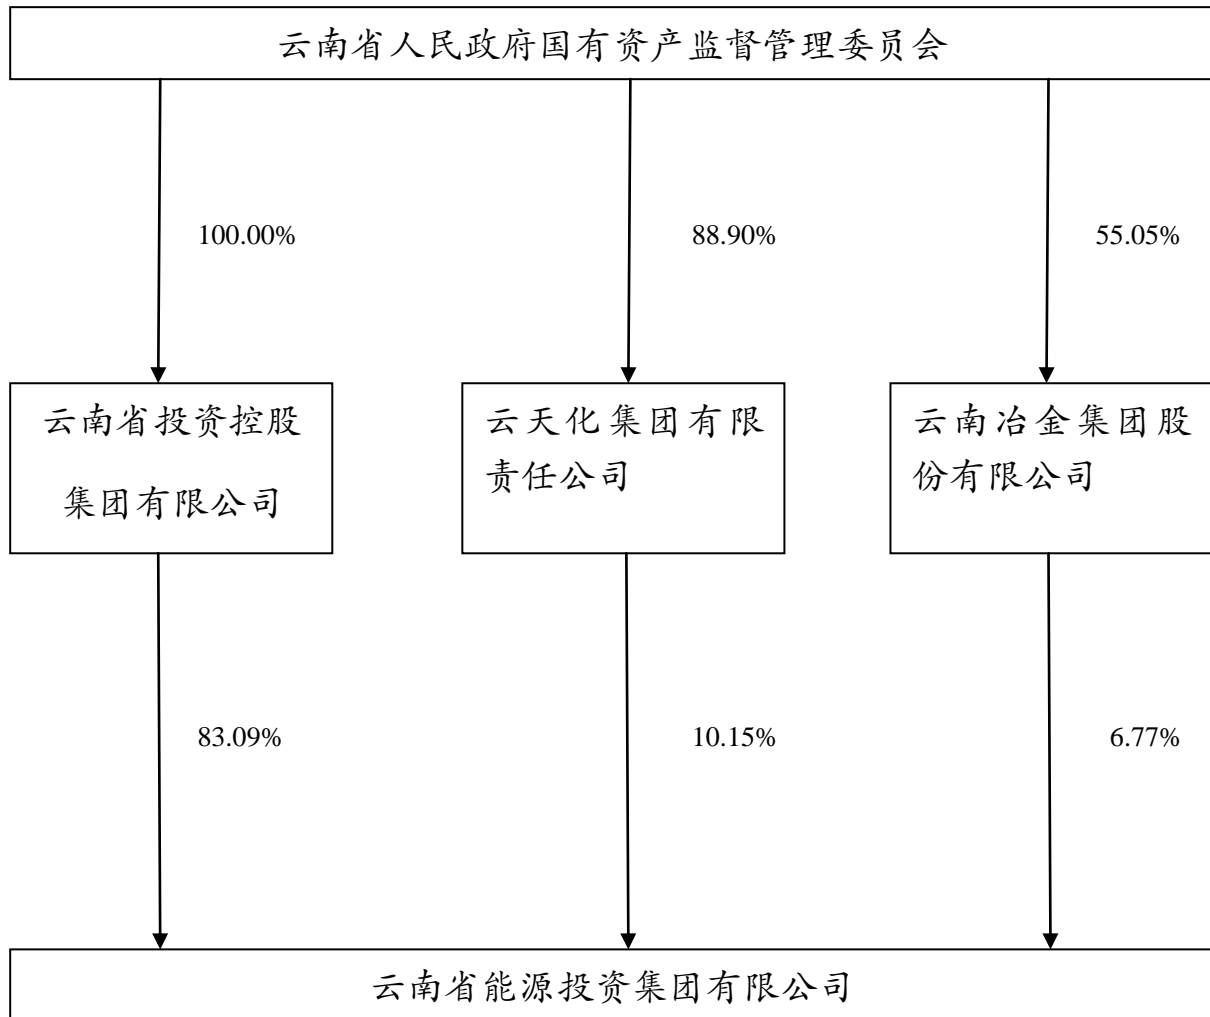 云南省人民政府国有资产监督管理委员会
100.00%
88.90%
55.05%
云南省投资控股
集团有限公司
云天化集团有限
责任公司
云南冶金集团股
份有限公司
83.09%
10.15%
6.77%
云南省能源投资集团有限公司